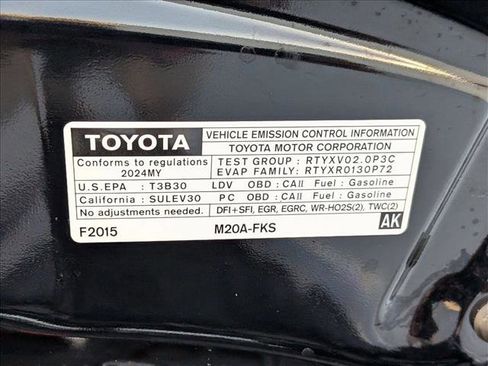 TOYOTA
VEHICLE EMISSION CONTROL INFORMATION
TOYOTA MOTOR CORPORATION
Conforms to regulations
2024MY
TEST GROUP : RTYXV02.0P3C
EVAP FAMILY: RTYXR0130P72
U.S.EPA : T3B30 LDV OBD : CAII Fuel : Gasoline
California : SULEV30 PC OBD : CAII Fuel : Gasoline
No adjustments needed. DFI+SFI, EGR, EGRC, WR-HO2S(2), TWC(2)
F2015 M20A-FKS AK